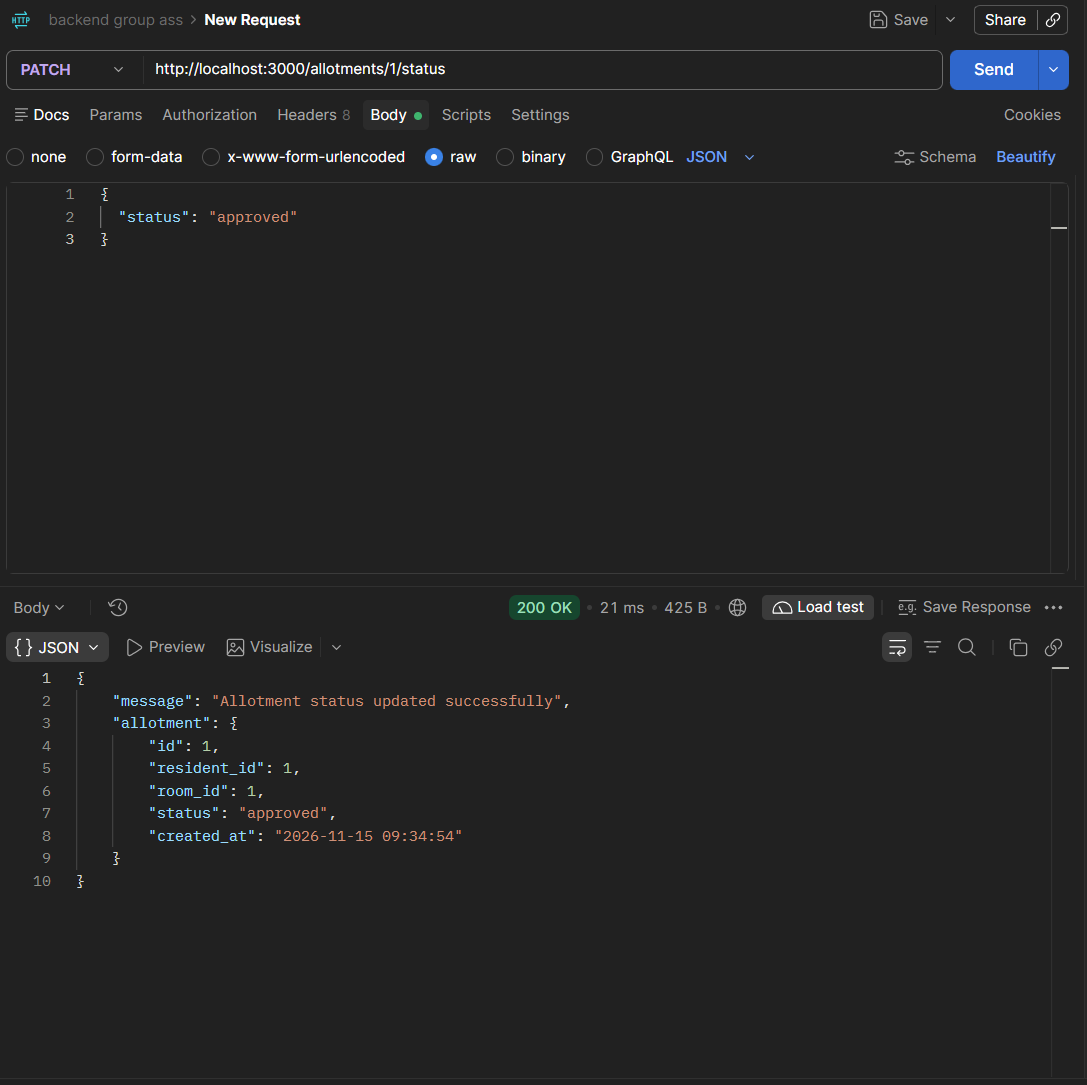 HTTP backend group ass > New Request Save Share
PATCH http://localhost:3000/allotments/1/status Send
Docs Params Authorization Headers 8 Body Scripts Settings Cookies
none form-data x-www-form-urlencoded raw binary GraphQL JSON Schema Beautify
1 {
2 "status": "approved"
3 }
Body 200 OK • 21 ms • 425 B • Load test e.g. Save Response
{} JSON Preview Visualize
1 {
2 "message": "Allotment status updated successfully",
3 "allotment": {
4 "id": 1,
5 "resident_id": 1,
6 "room_id": 1,
7 "status": "approved",
8 "created_at": "2026-11-15 09:34:54"
9 }
10 }